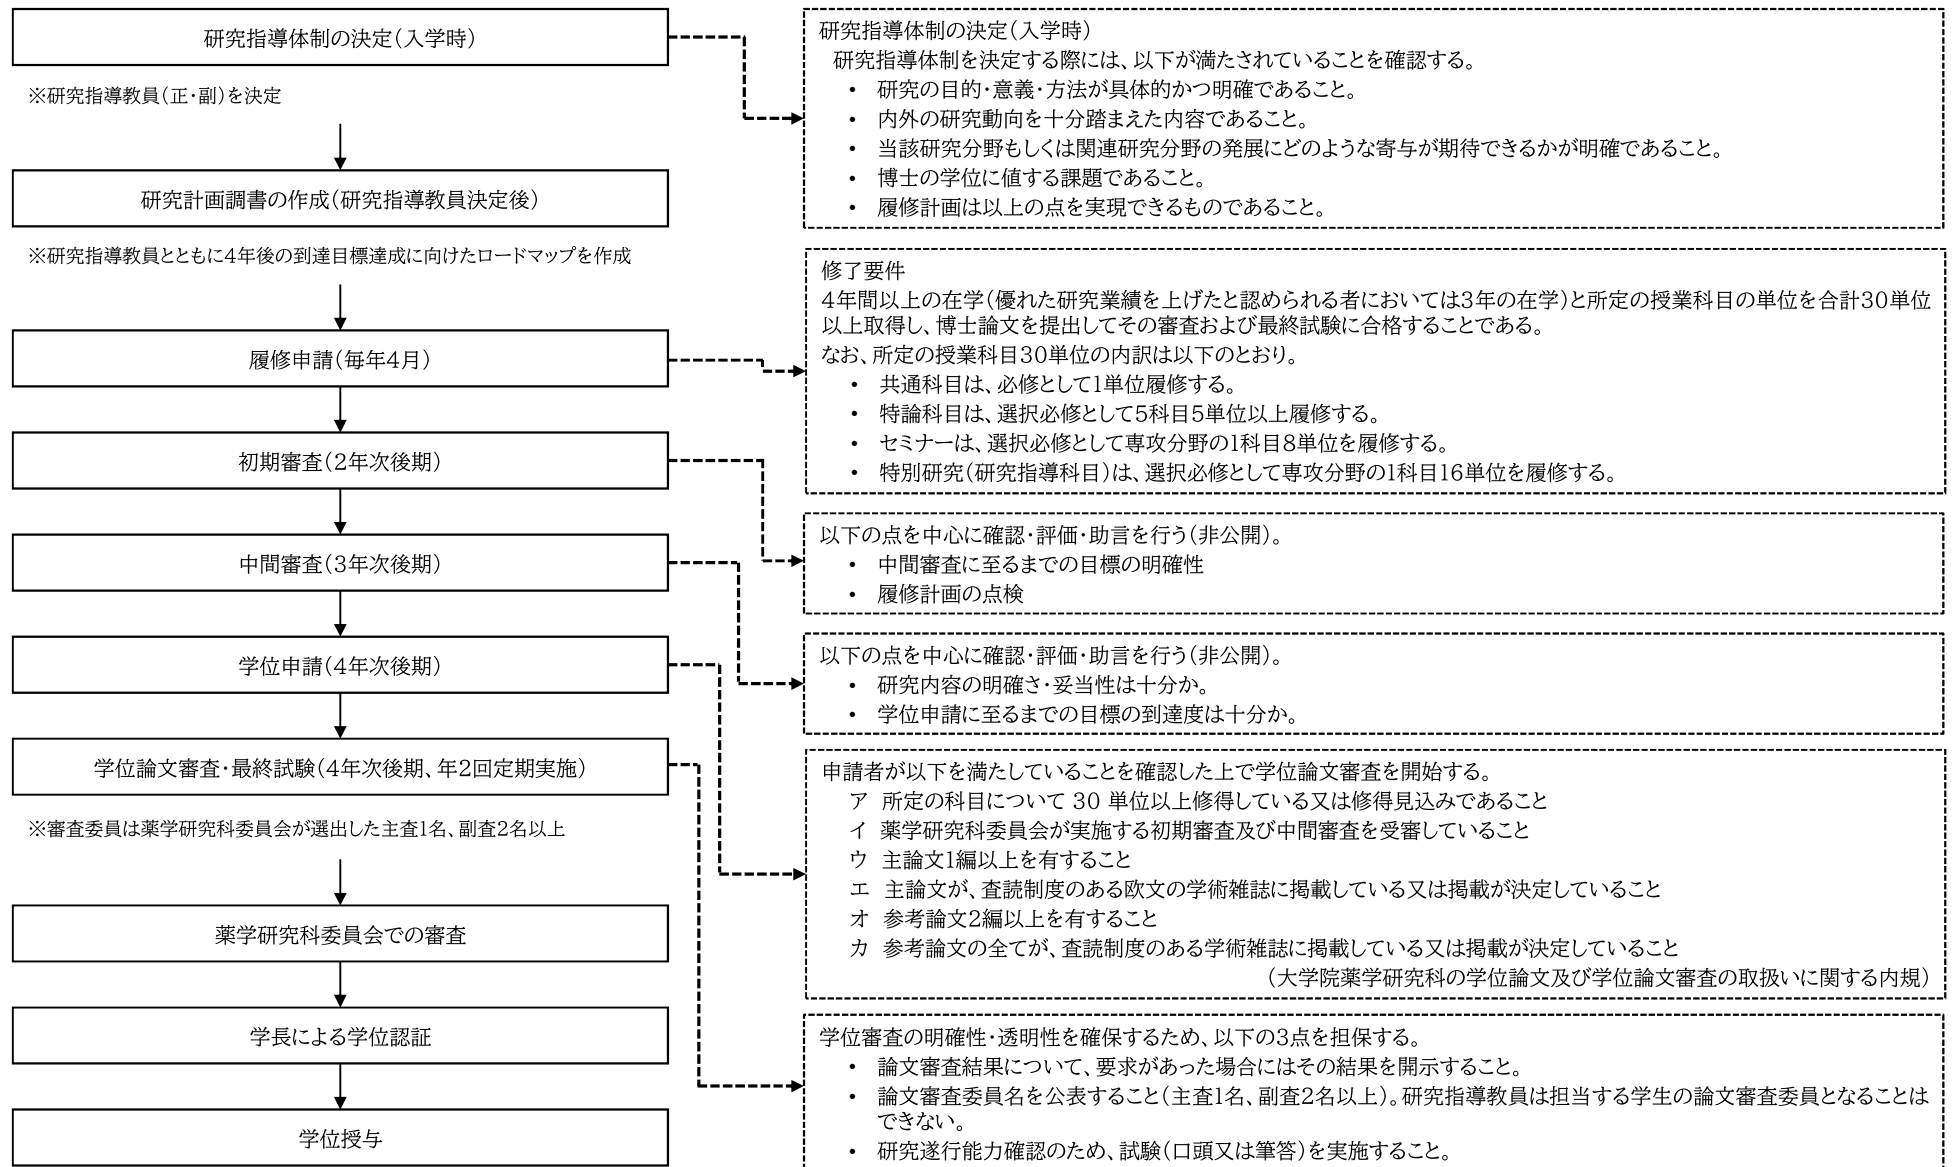 研究指導体制の決定（入学時）
※研究指導教員（正・副）を決定
研究計画調書の作成（研究指導教員決定後）
※研究指導教員とともに4年後の到達目標達成に向けたロードマップを作成
履修申請（毎年4月）
初期審査（2年次後期）
中間審査（3年次後期）
学位申請（4年次後期）
学位論文審査・最終試験（4年次後期、年2回定期実施）
※審査委員は薬学研究科委員会が選出した主査1名、副査2名以上
薬学研究科委員会での審査
学長による学位認証
学位授与
研究指導体制の決定（入学時）
研究指導体制を決定する際には、以下が満たされていることを確認する。
• 研究の目的・意義・方法が具体的かつ明確であること。
• 内外の研究動向を十分踏まえた内容であること。
• 当該研究分野もしくは関連研究分野の発展にどのような寄与が期待できるかが明確であること。
• 博士の学位に値する課題であること。
• 履修計画は以上の点を実現できるものであること。
修了要件
4年間以上の在学（優れた研究業績を上げたと認められる者においては3年の在学）と所定の授業科目の単位を合計30単位
以上取得し、博士論文を提出してその審査および最終試験に合格することである。
なお、所定の授業科目30単位の内訳は以下のとおり。
• 共通科目は、必修として1単位履修する。
• 特論科目は、選択必修として5科目5単位以上履修する。
• セミナーは、選択必修として専攻分野の1科目8単位を履修する。
• 特別研究（研究指導科目）は、選択必修として専攻分野の1科目16単位を履修する。
以下の点を中心に確認・評価・助言を行う（非公開）。
• 中間審査に至るまでの目標の明確性
• 履修計画の点検
以下の点を中心に確認・評価・助言を行う（非公開）。
• 研究内容の明確さ・妥当性は十分か。
• 学位申請に至るまでの目標の到達度は十分か。
申請者が以下を満たしていることを確認した上で学位論文審査を開始する。
ア 所定の科目について 30 単位以上修得している又は修得見込みであること
イ 薬学研究科委員会が実施する初期審査及び中間審査を受審していること
ウ 主論文1編以上を有すること
エ 主論文が、査読制度のある欧文の学術雑誌に掲載している又は掲載が決定していること
オ 参考論文2編以上を有すること
カ 参考論文の全てが、査読制度のある学術雑誌に掲載している又は掲載が決定していること
（大学院薬学研究科の学位論文及び学位論文審査の取扱いに関する内規）
学位審査の明確性・透明性を確保するため、以下の3点を担保する。
• 論文審査結果について、要求があった場合にはその結果を開示すること。
• 論文審査委員名を公表すること（主査1名、副査2名以上）。研究指導教員は担当する学生の論文審査委員となることは
できない。
• 研究遂行能力確認のため、試験（口頭又は筆答）を実施すること。